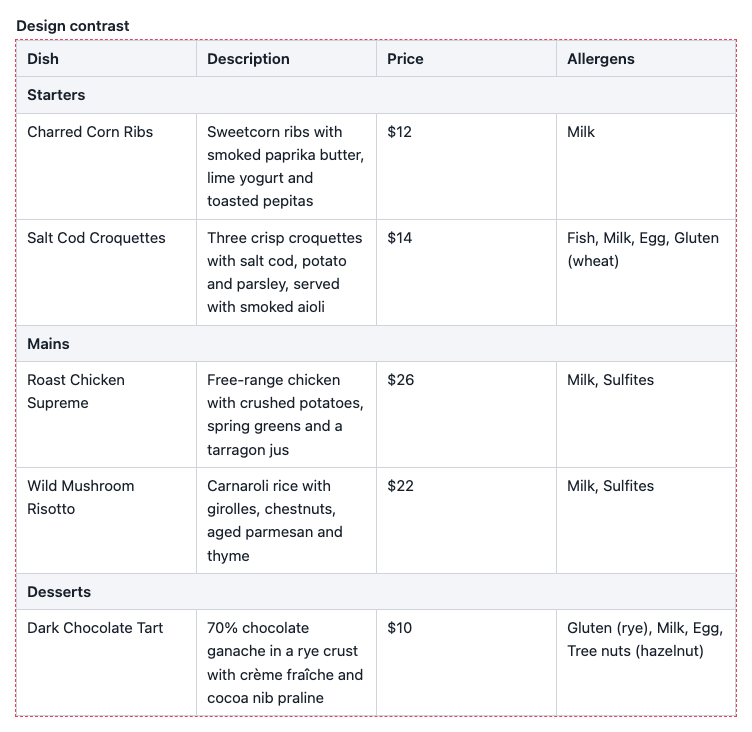 Design contrast
Dish Description Price Allergens
Starters
Charred Corn Ribs
Sweetcorn ribs with
smoked paprika butter,
lime yogurt and
toasted pepitas
$12
Milk
Salt Cod Croquettes
Three crisp croquettes
with salt cod, potato
and parsley, served
with smoked aioli
$14
Fish, Milk, Egg, Gluten
(wheat)
Mains
Roast Chicken
Supreme
Free-range chicken
with crushed potatoes,
spring greens and a
tarragon jus
$26
Milk, Sulfites
Wild Mushroom
Risotto
Carnaroli rice with
girolles, chestnuts,
aged parmesan and
thyme
$22
Milk, Sulfites
Desserts
Dark Chocolate Tart
70% chocolate
ganache in a rye crust
with crème fraîche and
cocoa nib praline
$10
Gluten (rye), Milk, Egg,
Tree nuts (hazelnut)